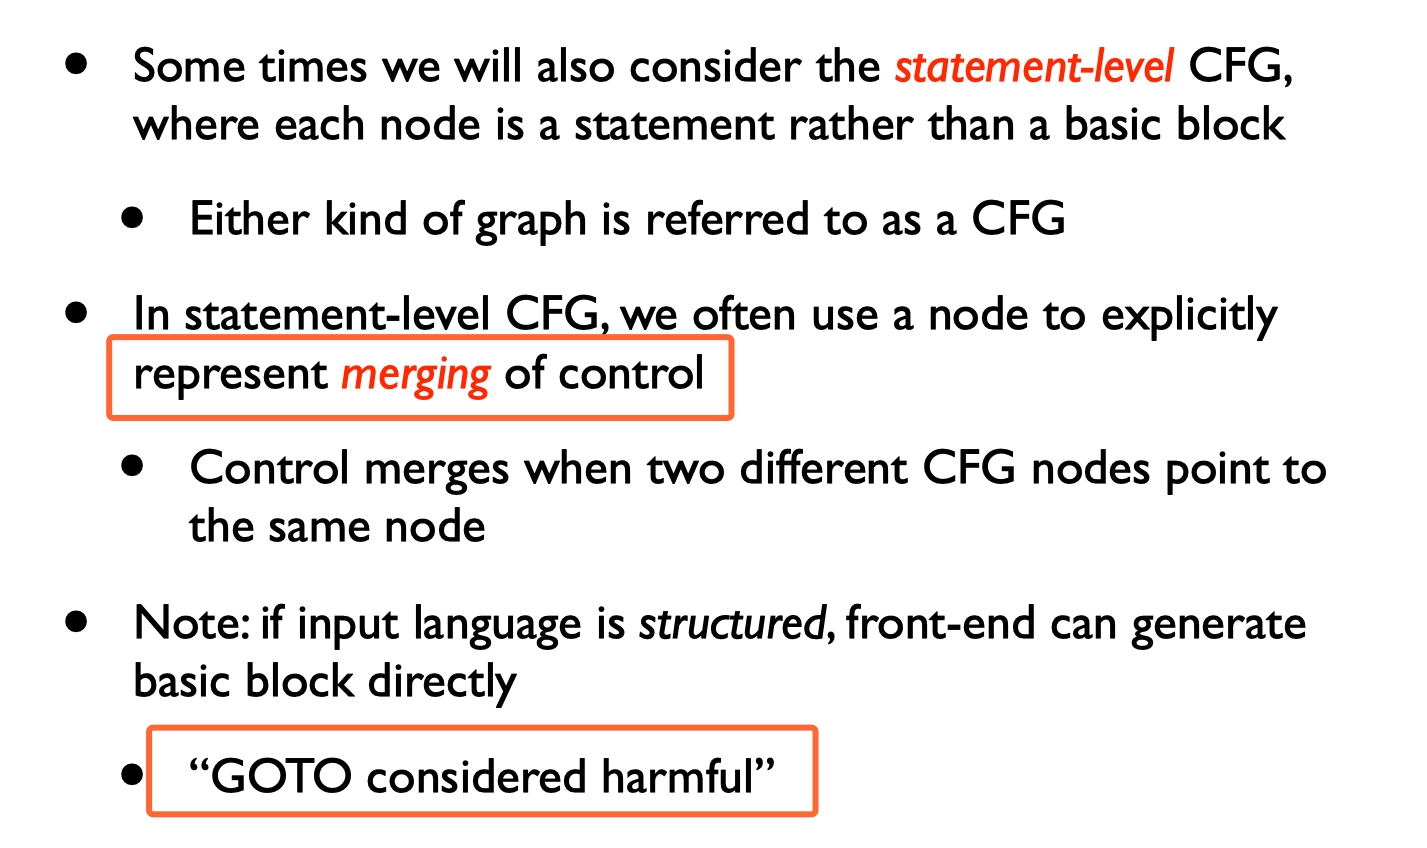 • Some times we will also consider the statement-level CFG,
where each node is a statement rather than a basic block
• Either kind of graph is referred to as a CFG
• In statement-level CFG, we often use a node to explicitly
represent merging of control
• Control merges when two different CFG nodes point to
the same node
• Note: if input language is structured, front-end can generate
basic block directly
• “GOTO considered harmful”